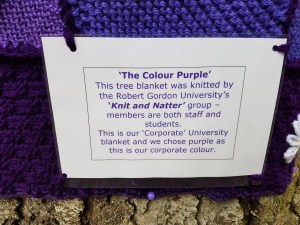 'The Colour Purple'
This tree blanket was knitted by
the Robert Gordon University's
'Knit and Natter' group –
members are both staff and
students.
This is our 'Corporate' University
blanket and we chose purple as
this is our corporate colour.